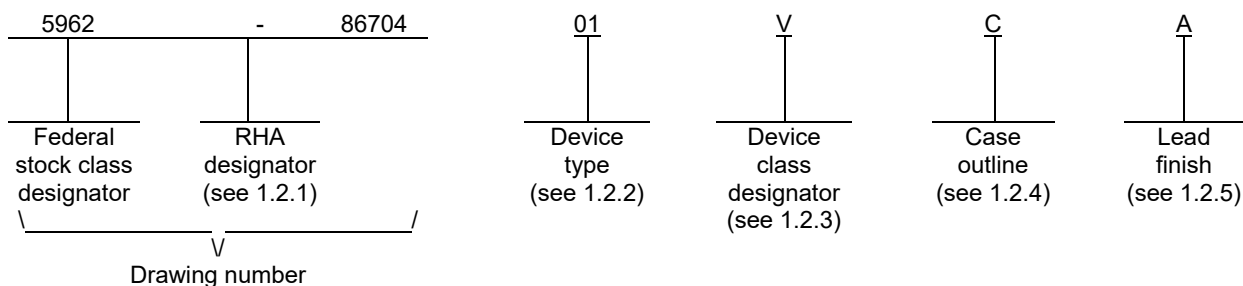 5962 - 86704 01 V C A
Federal stock class designator
RHA designator (see 1.2.1)
Device type (see 1.2.2)
Device class designator (see 1.2.3)
Case outline (see 1.2.4)
Lead finish (see 1.2.5)
\ /
\/
Drawing number